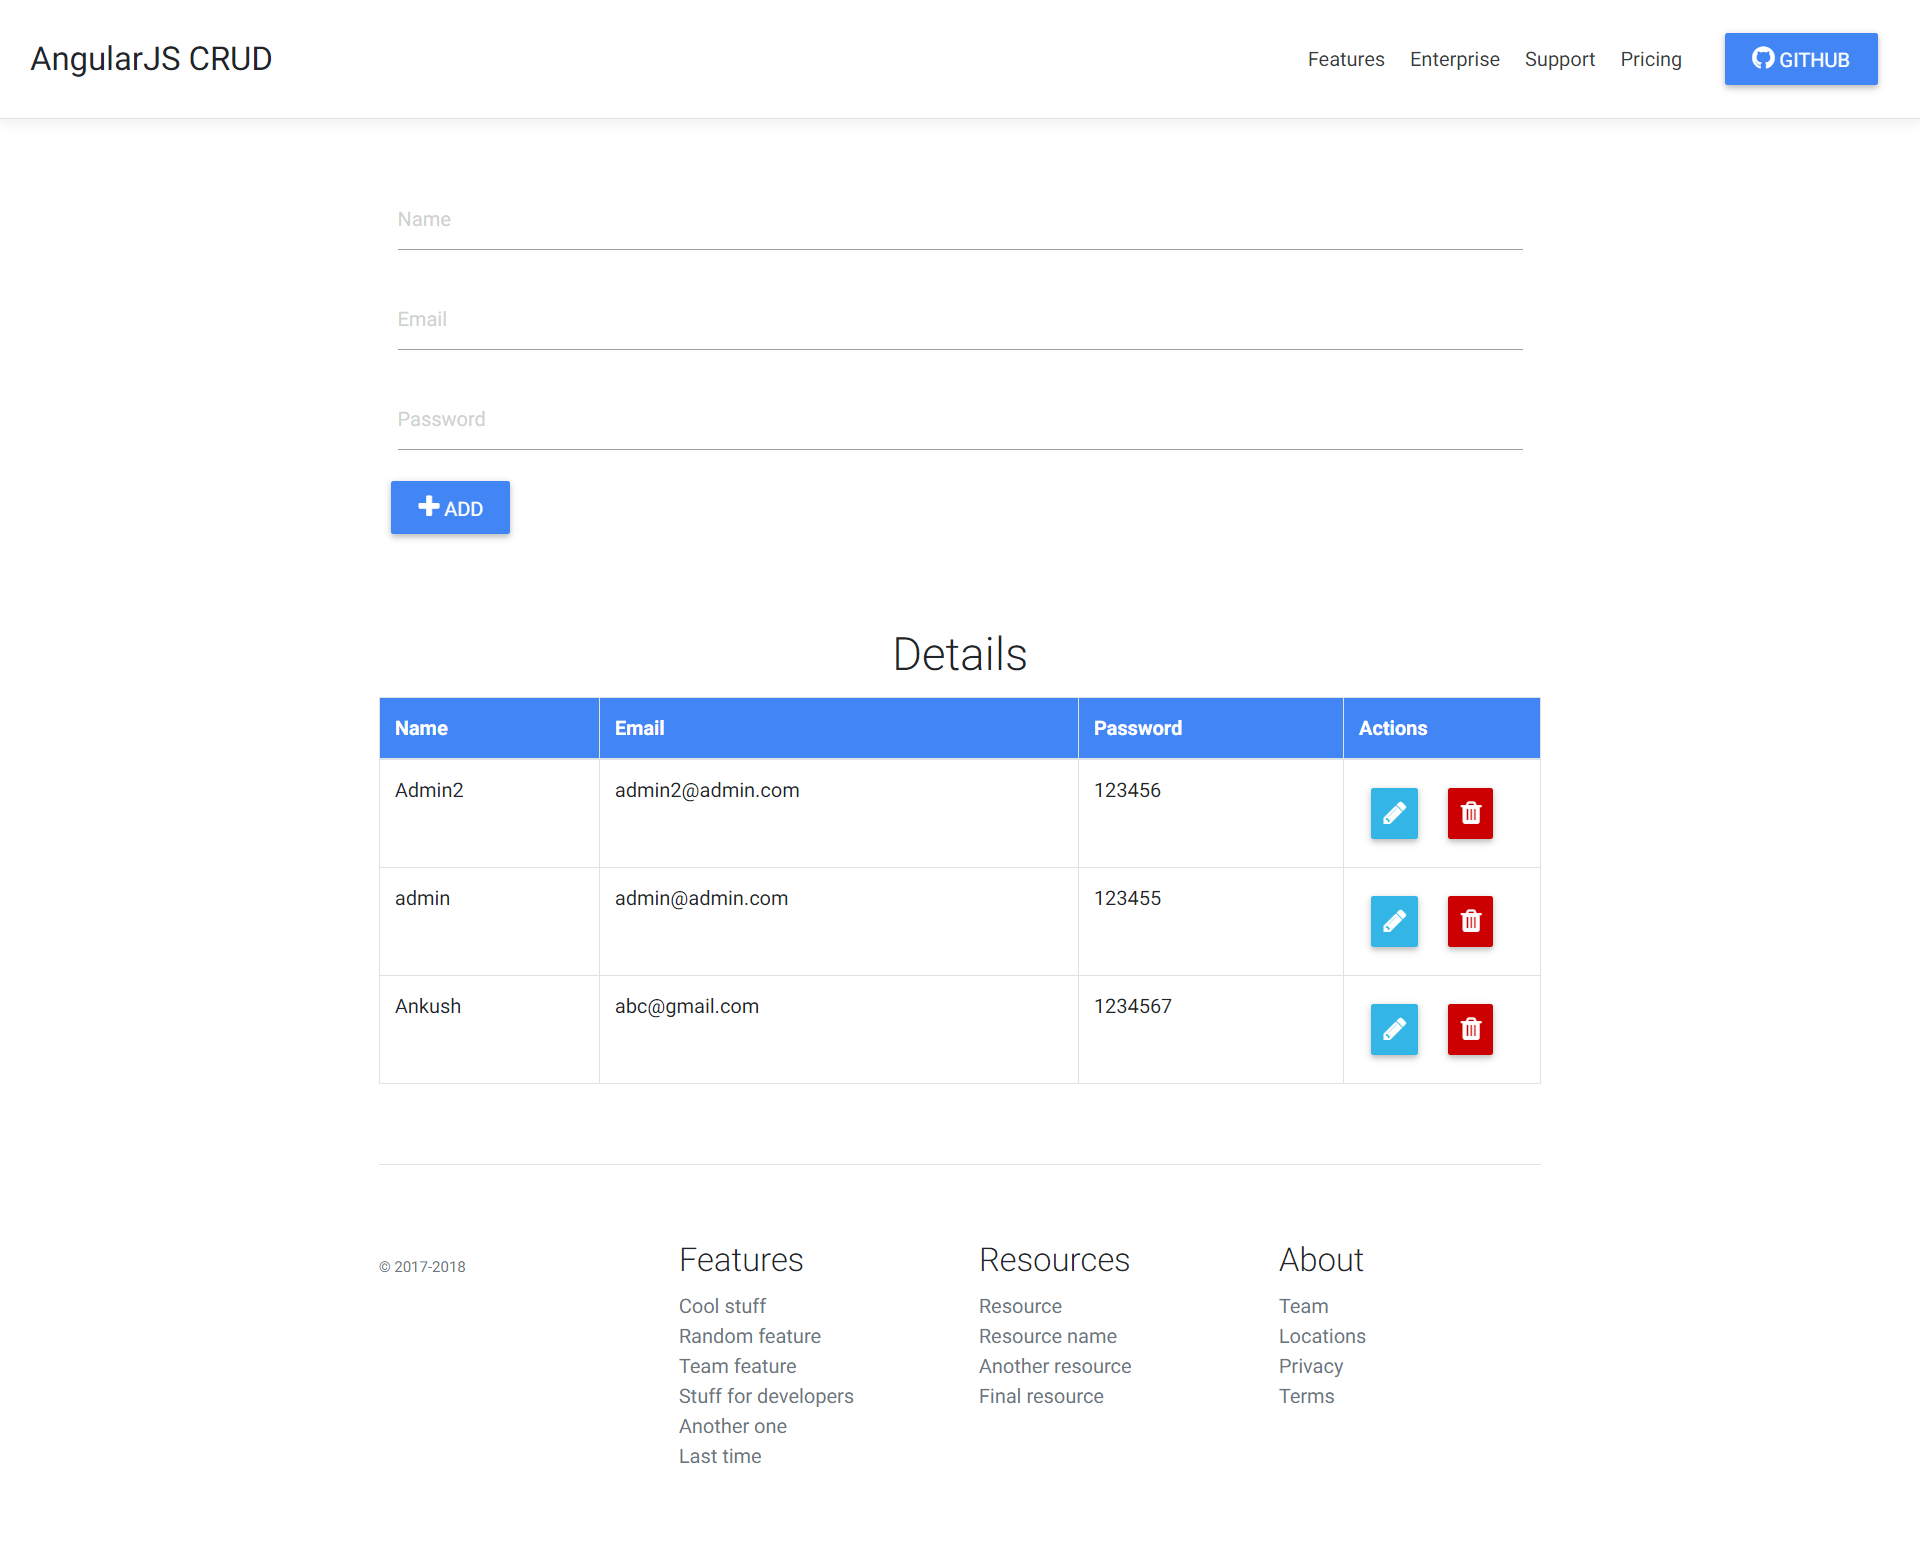 AngularJS CRUD
Features Enterprise Support Pricing GITHUB
Name
Email
Password
ADD
Details
Name Email Password Actions
Admin2 admin2@admin.com 123456
admin admin@admin.com 123455
Ankush abc@gmail.com 1234567
© 2017-2018
Features
Cool stuff
Random feature
Team feature
Stuff for developers
Another one
Last time
Resources
Resource
Resource name
Another resource
Final resource
About
Team
Locations
Privacy
Terms